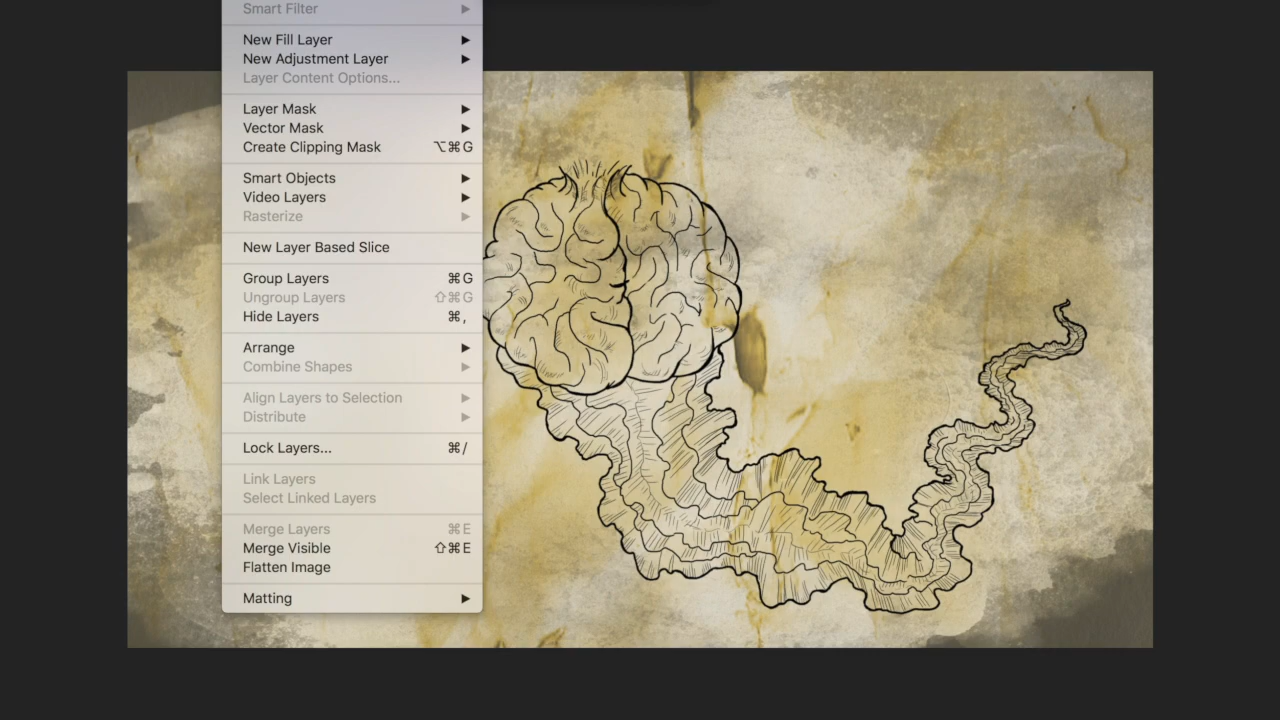 Smart Filter
New Fill Layer
New Adjustment Layer
Layer Content Options...
Layer Mask
Vector Mask
Create Clipping Mask ⌥⌘G
Smart Objects
Video Layers
Rasterize
New Layer Based Slice
Group Layers ⌘G
Ungroup Layers ⇧⌘G
Hide Layers ⌘,
Arrange
Combine Shapes
Align Layers to Selection
Distribute
Lock Layers... ⌘/
Link Layers
Select Linked Layers
Merge Layers ⌘E
Merge Visible ⇧⌘E
Flatten Image
Matting